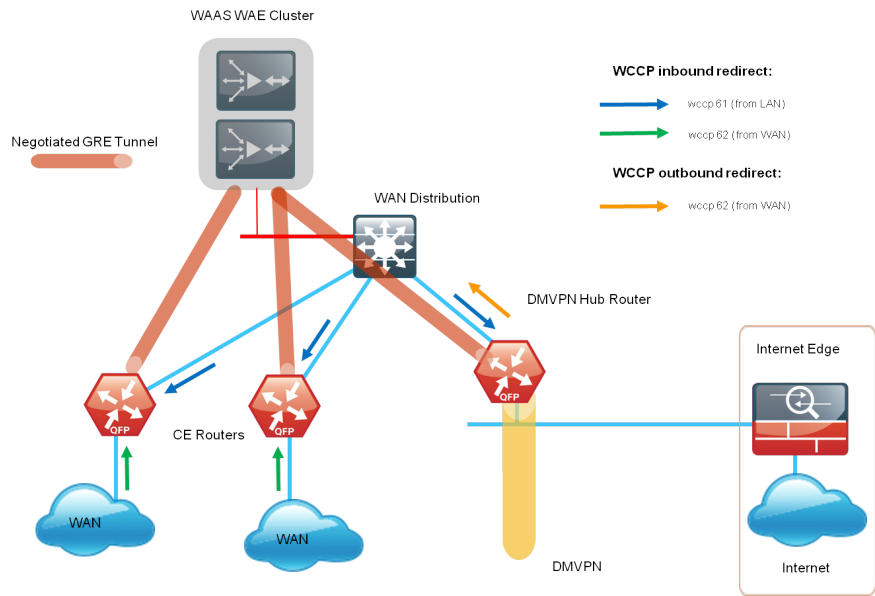 WAAS WAE Cluster
WCCP inbound redirect:
wccp 61 (from LAN)
wccp 62 (from WAN)
Negotiated GRE Tunnel
WCCP outbound redirect:
wccp 62 (from WAN)
WAN Distribution
DMVPN Hub Router
Internet Edge
QFP
QFP
QFP
CE Routers
WAN
WAN
DMVPN
Internet